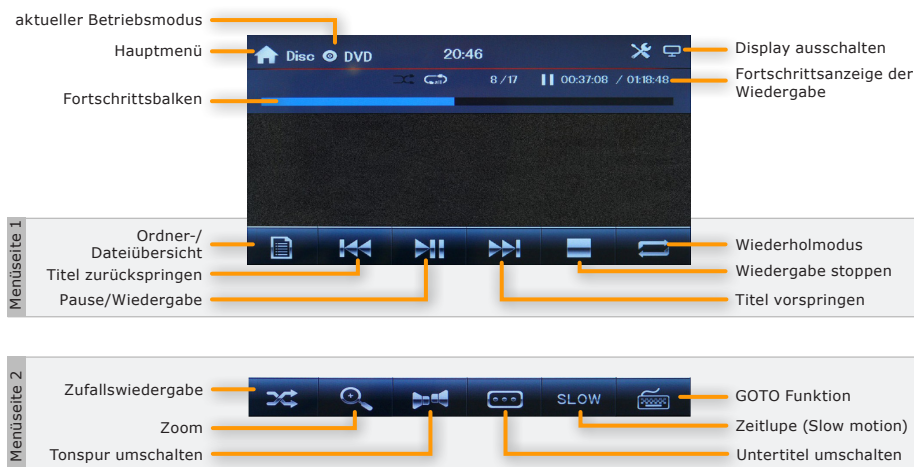 aktueller Betriebsmodus
Hauptmenü
Fortschrittsbalken
Disc DVD 20:46
8/17 00:37:08 / 01:18:48
Display ausschalten
Fortschrittsanzeige der
Wiedergabe
Menüseite 1
Ordner-/
Dateiübersicht
Titel zurückspringen
Pause/Wiedergabe
Wiederholmodus
Wiedergabe stoppen
Titel vorspringen
Menüseite 2
Zufallswiedergabe
Zoom
Tonspur umschalten
SLOW
GOTO Funktion
Zeitlupe (Slow motion)
Untertitel umschalten